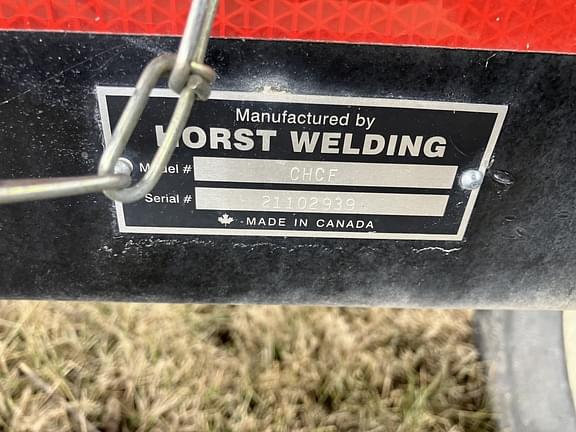 Manufactured by
HORST WELDING
Model # CHCF
Serial # 21102939
MADE IN CANADA